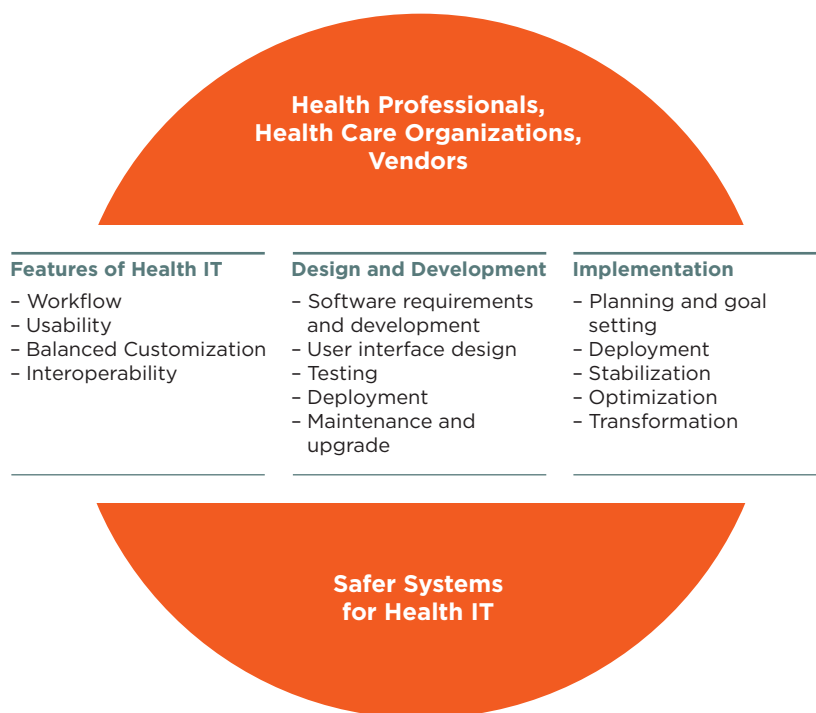 Health Professionals,
Health Care Organizations,
Vendors
Features of Health IT
– Workflow
– Usability
– Balanced Customization
– Interoperability
Design and Development
– Software requirements
and development
– User interface design
– Testing
– Deployment
– Maintenance and
upgrade
Implementation
– Planning and goal
setting
– Deployment
– Stabilization
– Optimization
– Transformation
Safer Systems
for Health IT